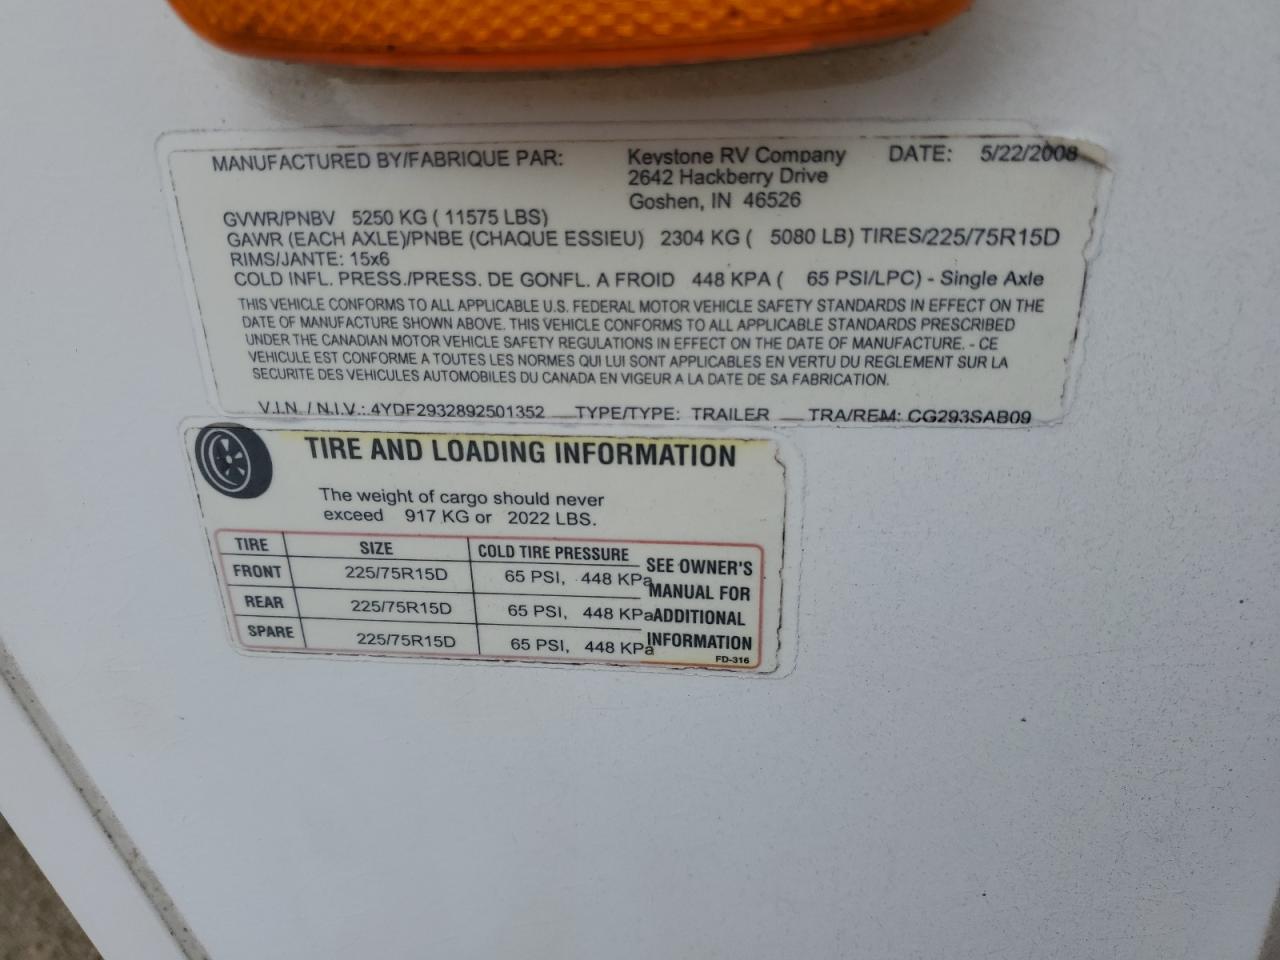 MANUFACTURED BY/FABRIQUE PAR: Keystone RV Company DATE: 5/22/2008
2642 Hackberry Drive
Goshen, IN 46526
GVWR/PNBV 5250 KG ( 11575 LBS)
GAWR (EACH AXLE)/PNBE (CHAQUE ESSIEU) 2304 KG ( 5080 LB) TIRES/225/75R15D
RIMS/JANTE: 15x6
COLD INFL. PRESS./PRESS. DE GONFL. A FROID 448 KPA ( 65 PSI/LPC) - Single Axle
THIS VEHICLE CONFORMS TO ALL APPLICABLE U.S. FEDERAL MOTOR VEHICLE SAFETY STANDARDS IN EFFECT ON THE
DATE OF MANUFACTURE SHOWN ABOVE. THIS VEHICLE CONFORMS TO ALL APPLICABLE STANDARDS PRESCRIBED
UNDER THE CANADIAN MOTOR VEHICLE SAFETY REGULATIONS IN EFFECT ON THE DATE OF MANUFACTURE. - CE
VEHICULE EST CONFORME A TOUTES LES NORMES QUI LUI SONT APPLICABLES EN VERTU DU REGLEMENT SUR LA
SECURITE DES VEHICULES AUTOMOBILES DU CANADA EN VIGEUR A LA DATE DE SA FABRICATION.
V.I.N. / N.I.V.: 4YDF2932892501352 TYPE/TYPE: TRAILER TRA/REM: CG293SAB09
TIRE AND LOADING INFORMATION
The weight of cargo should never
exceed 917 KG or 2022 LBS.
TIRE SIZE COLD TIRE PRESSURE
FRONT 225/75R15D 65 PSI, 448 KPa
REAR 225/75R15D 65 PSI, 448 KPa
SPARE 225/75R15D 65 PSI, 448 KPa
SEE OWNER'S
MANUAL FOR
ADDITIONAL
INFORMATION
FD-316